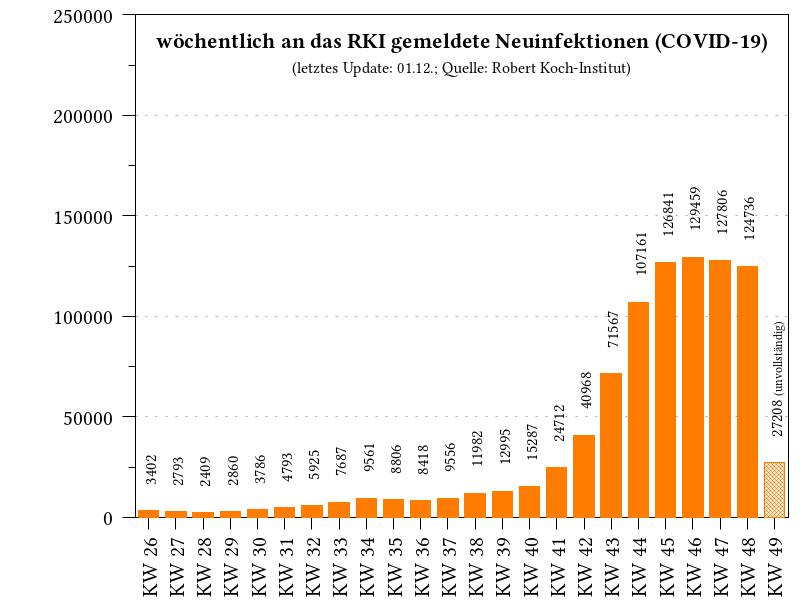 wöchentlich an das RKI gemeldete Neuinfektionen (COVID-19)
(letztes Update: 01.12.; Quelle: Robert Koch-Institut)
250000
200000
150000
100000
50000
0
3402
2793
2409
2860
3786
4793
5925
7687
9561
8806
8418
9556
11982
12995
15287
24712
40968
71567
107161
126841
129459
127806
124736
27208 (unvollständig)
KW 26
KW 27
KW 28
KW 29
KW 30
KW 31
KW 32
KW 33
KW 34
KW 35
KW 36
KW 37
KW 38
KW 39
KW 40
KW 41
KW 42
KW 43
KW 44
KW 45
KW 46
KW 47
KW 48
KW 49